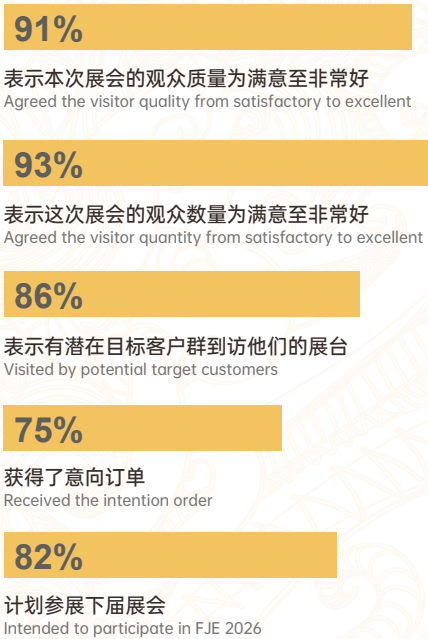 91%
表示本次展会的观众质量为满意至非常好
Agreed the visitor quality from satisfactory to excellent
93%
表示这次展会的观众数量为满意至非常好
Agreed the visitor quantity from satisfactory to excellent
86%
表示有潜在目标客户群到访他们的展台
Visited by potential target customers
75%
获得了意向订单
Received the intention order
82%
计划参展下届展会
Intended to participate in FJE 2026